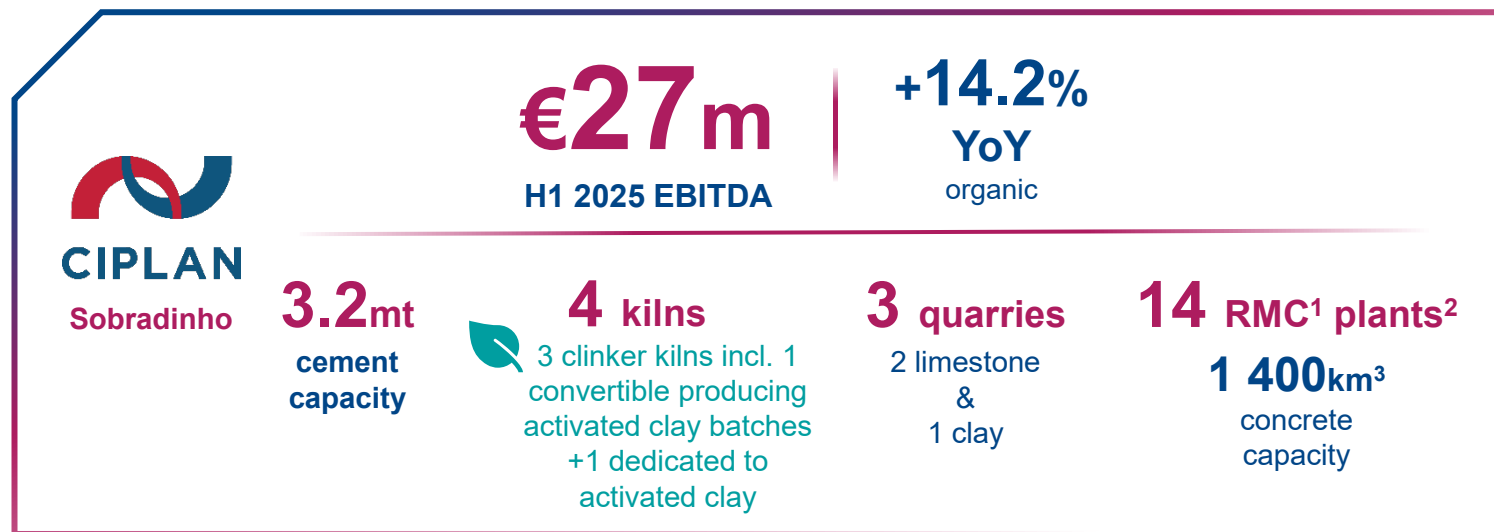 €27m
H1 2025 EBITDA
+14.2%
YoY
organic
CIPLAN
Sobradinho
3.2mt
cement
capacity
4 kilns
3 clinker kilns incl. 1
convertible producing
activated clay batches
+1 dedicated to
activated clay
3 quarries
2 limestone
&
1 clay
14 RMC¹ plants²
1 400km³
concrete
capacity